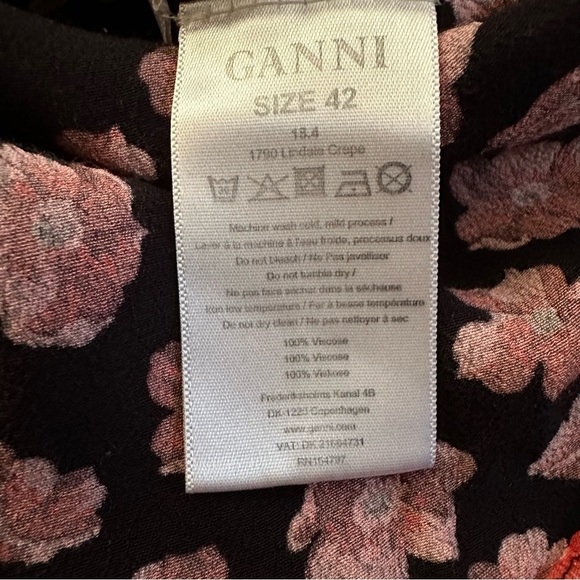 GANNI
SIZE 42
18.4
1790 Lindale Crepe
Machine wash cold, mild process /
Laver à la machine à l'eau froide, processus doux
Do not bleach / Ne Pas javelliser
Do not tumble dry /
Ne pas faire sécher dans la sécheuse
Iron low temperature / Fer à basse température
Do not dry clean / Ne pas nettoyer à sec
100% Viscose
100% Viscose
100% Viskose
Frederiksholms Kanal 4B
DK-1220 Copenhagen
www.ganni.com
VAT: DK
RN164797